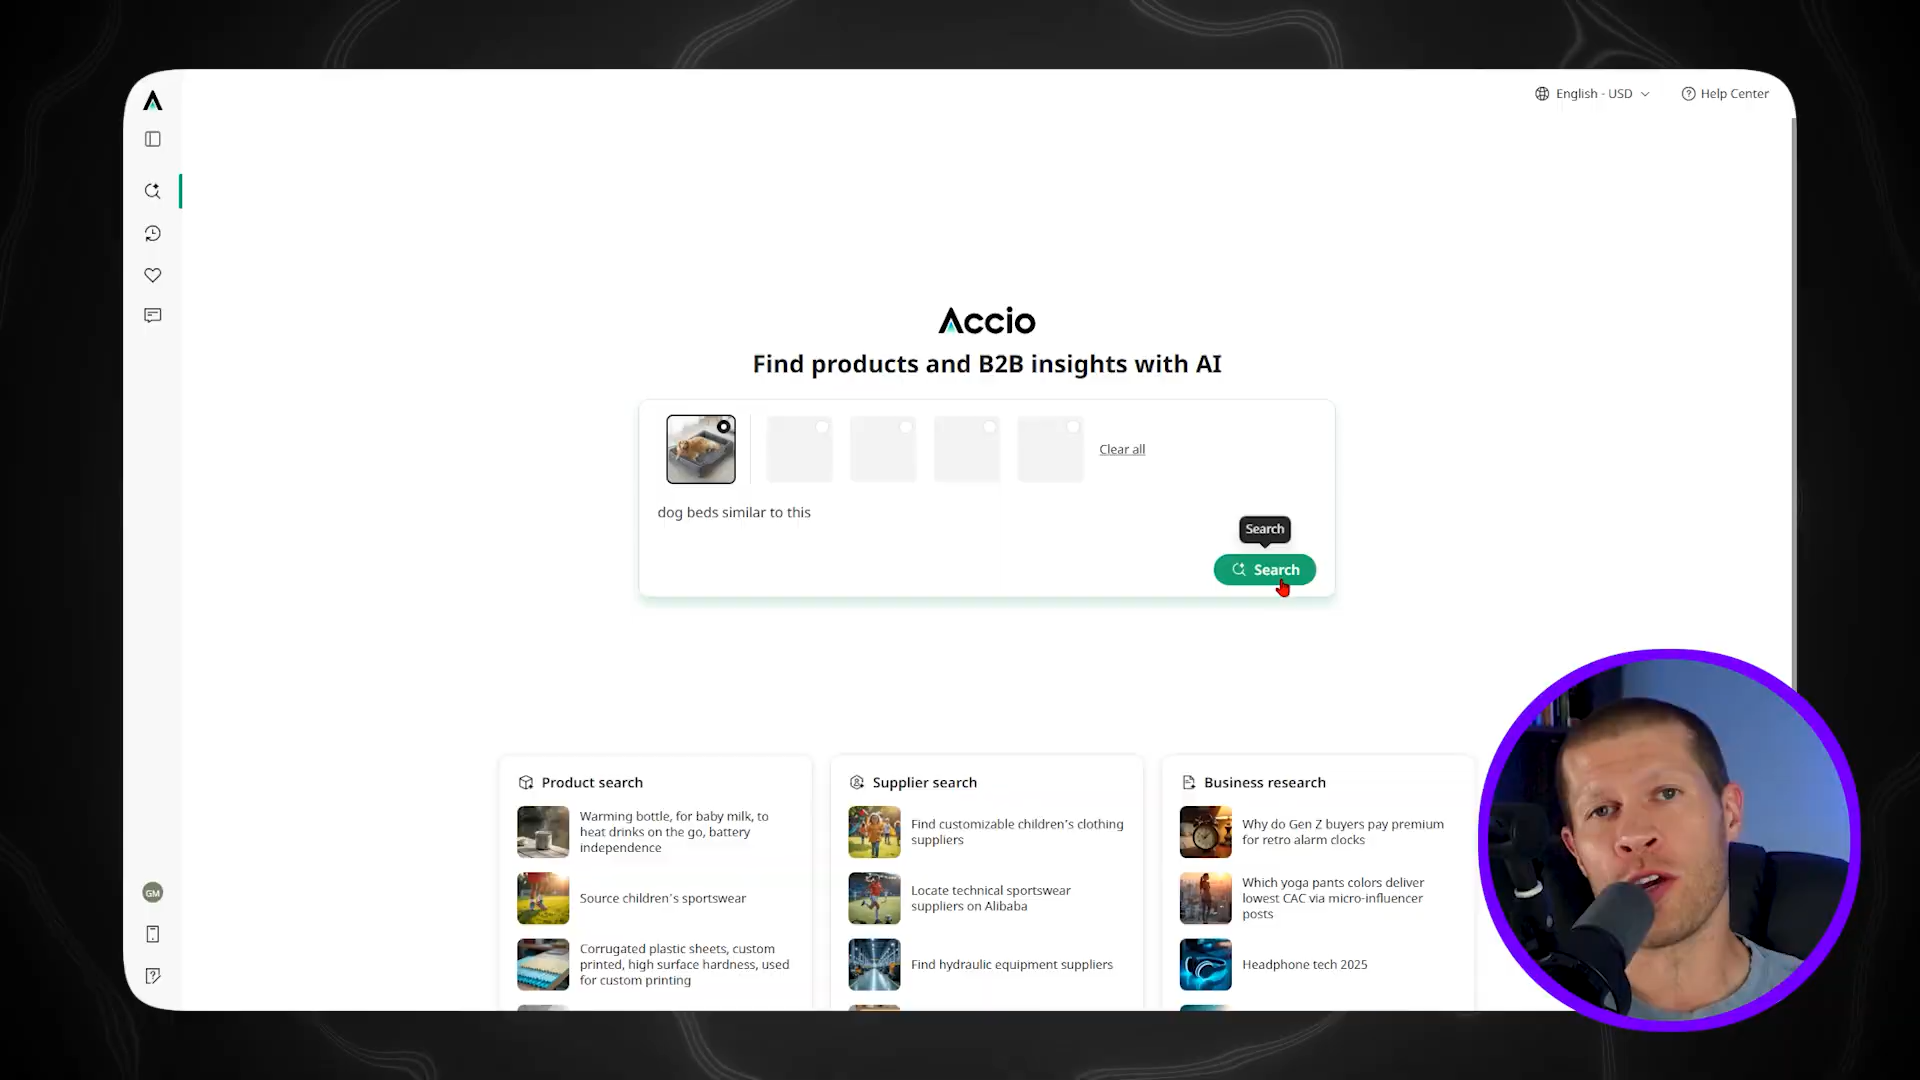 English - USD
Help Center
Accio
Find products and B2B insights with AI
Clear all
dog beds similar to this
Search
Search
Product search
Warming bottle, for baby milk, to
heat drinks on the go, battery
independence
Source children's sportswear
Corrugated plastic sheets, custom
printed, high surface hardness, used
for custom printing
Supplier search
Find customizable children's clothing
suppliers
Locate technical sportswear
suppliers on Alibaba
Find hydraulic equipment suppliers
Business research
Why do Gen Z buyers pay premium
for retro alarm clocks
Which yoga pants colors deliver
lowest CAC via micro-influencer
posts
Headphone tech 2025
GM